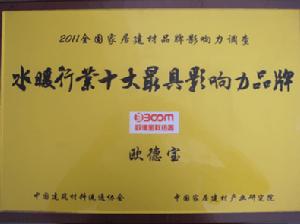 2011全国家居建材品牌影响力调查
水暖行业十大最具影响力品牌
欧德宝
中国建筑材料流通协会
中国家居建材产业研究院